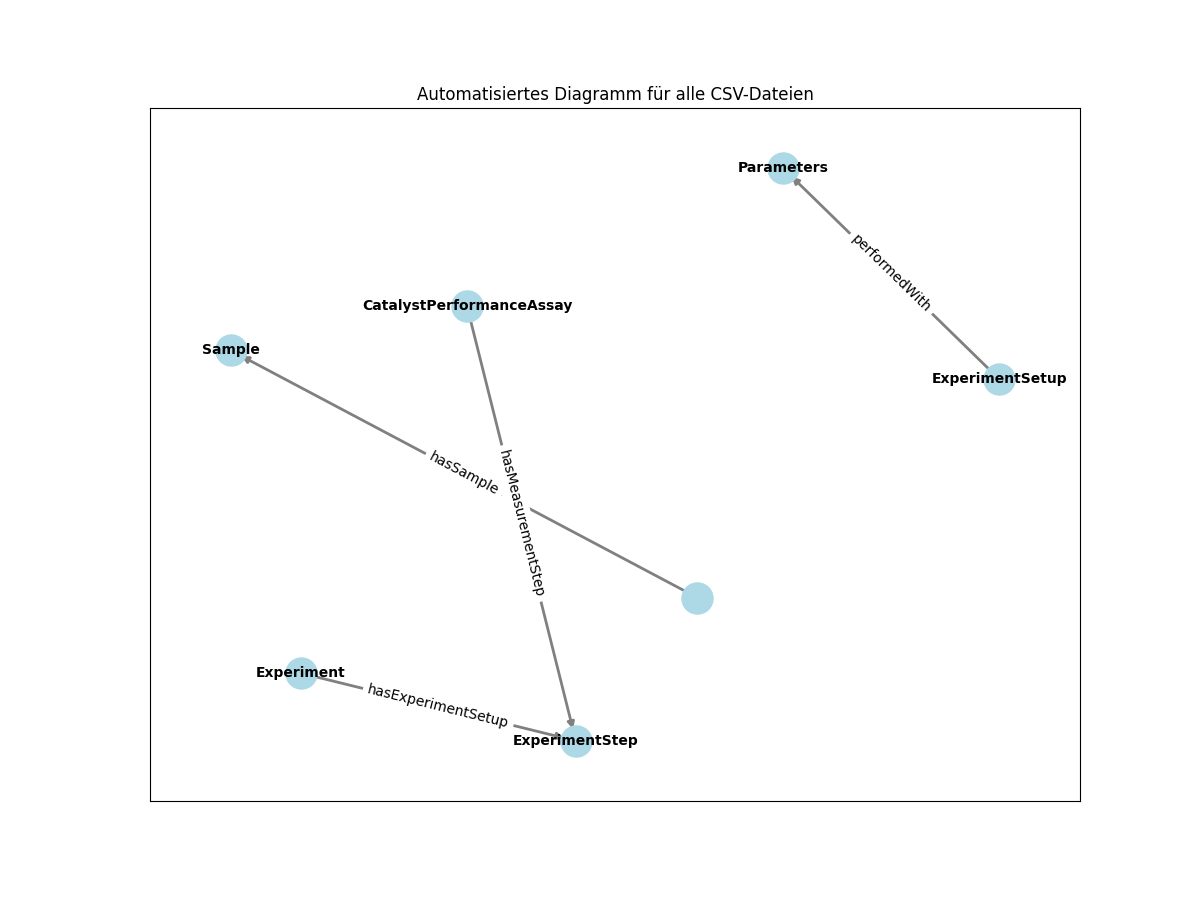 Automatisiertes Diagramm für alle CSV-Dateien
Parameters
performedWith
CatalystPerformanceAssay
Sample
ExperimentSetup
hasSample
hasMeasurementStep
Experiment
hasExperimentSetup
ExperimentStep